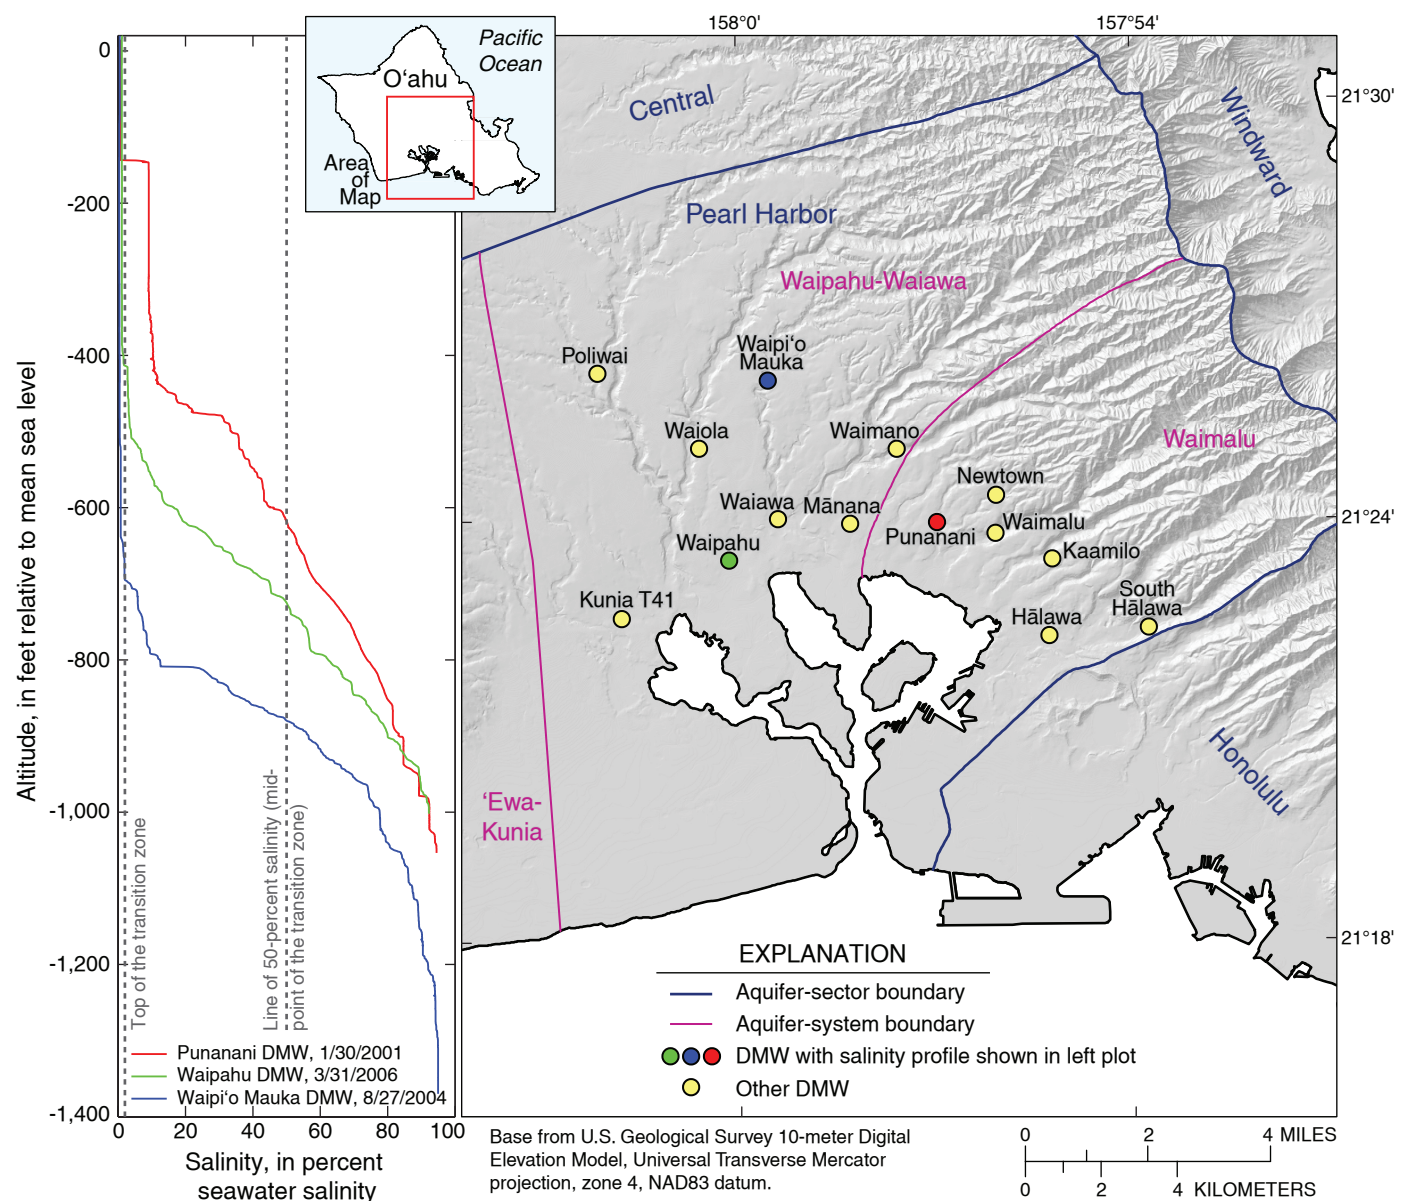 158°0'
157°54'
21°30'
21°24'
21°18'
Pacific
Ocean
Oʻahu
Area
of
Map
Central
Windward
Pearl Harbor
Waipahu-Waiawa
Poliwai
Waipiʻo
Mauka
Waiola
Waimano
Waimalu
Newtown
Waiawa
Mānana
Punanani
Waimalu
Waipahu
Kaamilo
Kunia T41
South
Hālawa
Hālawa
Honolulu
ʻEwa-
Kunia
Altitude, in feet relative to mean sea level
0
-200
-400
-600
-800
-1,000
-1,200
-1,400
Top of the transition zone
Line of 50-percent salinity (mid-
point of the transition zone)
Punanani DMW, 1/30/2001
Waipahu DMW, 3/31/2006
Waipiʻo Mauka DMW, 8/27/2004
0 20 40 60 80 100
Salinity, in percent
seawater salinity
EXPLANATION
Aquifer-sector boundary
Aquifer-system boundary
DMW with salinity profile shown in left plot
Other DMW
Base from U.S. Geological Survey 10-meter Digital
Elevation Model, Universal Transverse Mercator
projection, zone 4, NAD83 datum.
0 2 4 MILES
0 2 4 KILOMETERS